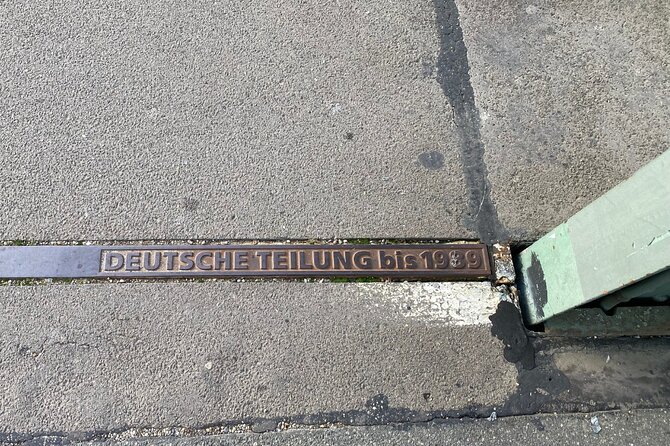 DEUTSCHE TEILUNG bis 1989